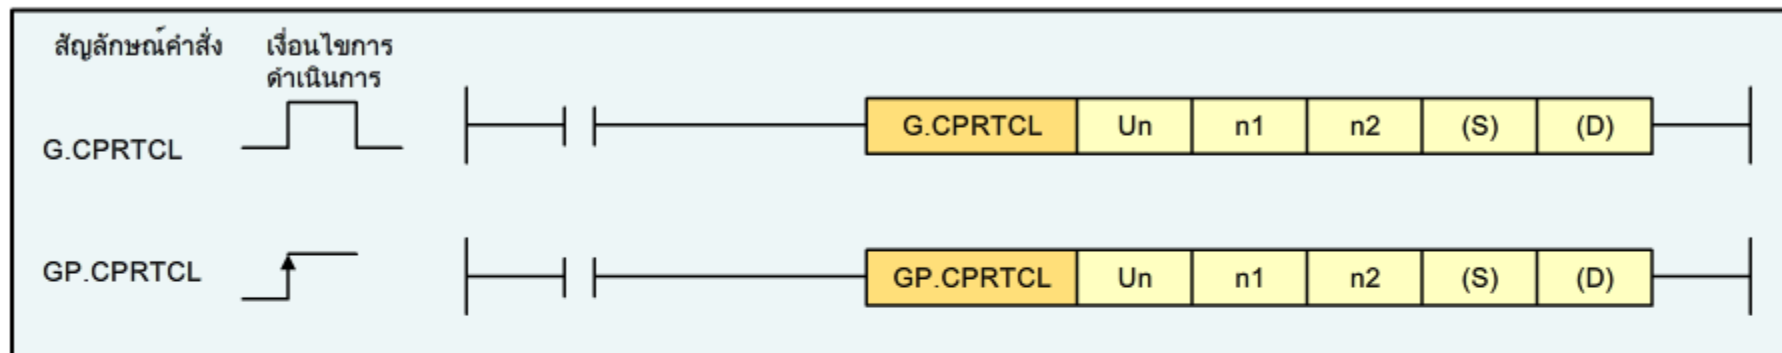 สัญลักษณ์คำสั่ง เงื่อนไขการ
ดำเนินการ
G.CPRTCL G.CPRTCL Un n1 n2 (S) (D)
GP.CPRTCL GP.CPRTCL Un n1 n2 (S) (D)